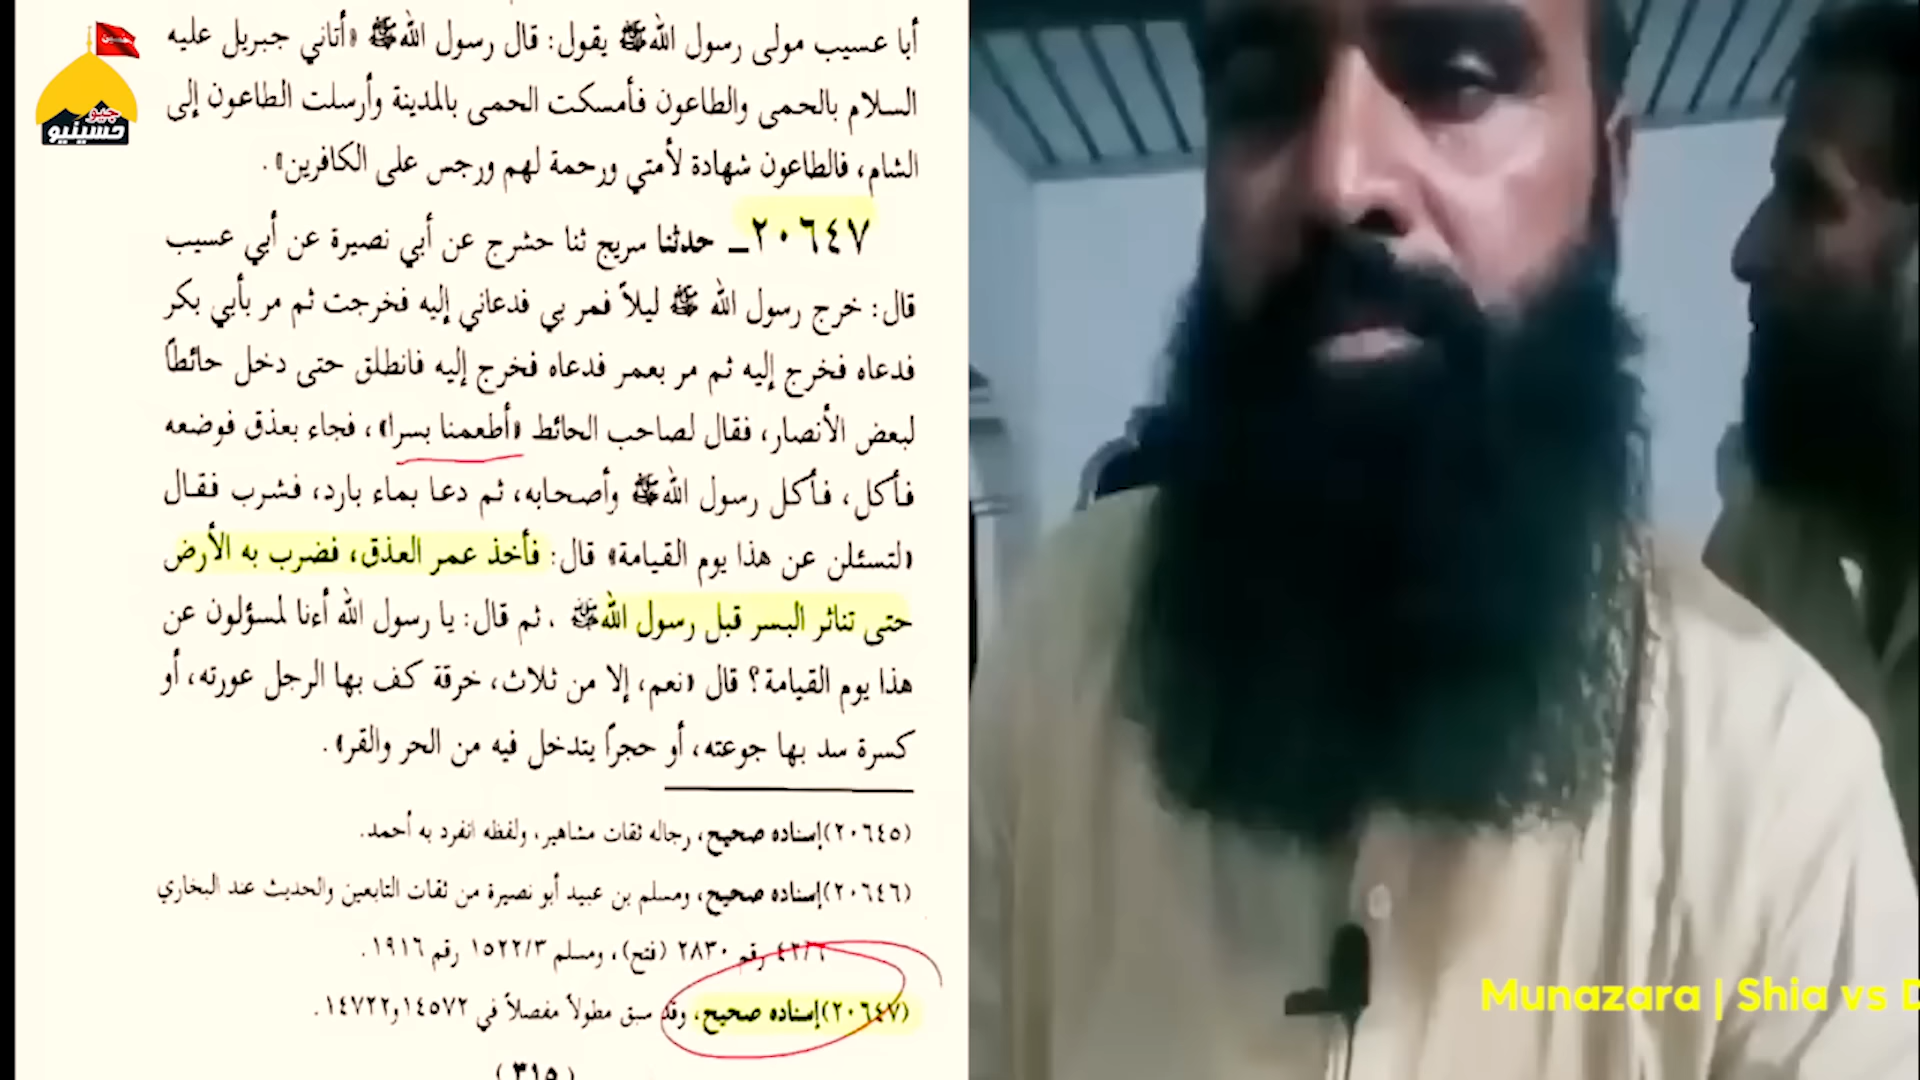 أبا عسيب مولى رسول الله ﷺ يقول: قال رسول الله ﷺ «أتاني جبريل عليه
السلام بالحمى والطاعون فأمسكت الحمى بالمدينة وأرسلت الطاعون إلى
الشام، فالطاعون شهادة لأمتي ورحمة لهم ورجس على الكافرين».
٢٠٦٤٧ـ حدثنا سريج ثنا حشرج عن أبي نصيرة عن أبي عسيب
قال: خرج رسول الله ﷺ ليلاً فمر بي فدعاني إليه فخرجت ثم مر بأبي بكر
فدعاه فخرج إليه ثم مر بعمر فدعاه فخرج إليه فانطلق حتى دخل حائطاً
لبعض الأنصار، فقال لصاحب الحائط «أطعمنا بسرا»، فجاء بعذق فوضعه
فأكل، فأكل رسول الله ﷺ وأصحابه، ثم دعا بماء بارد، فشرب فقال
«لتسئلن عن هذا يوم القيامة» قال: فأخذ عمر العذق، فضرب به الأرض
حتى تناثر البسر قبل رسول الله ﷺ، ثم قال: يا رسول الله أءنا لمسؤلون عن
هذا يوم القيامة؟ قال «نعم، إلا من ثلاث، خرقة كف بها الرجل عورته، أو
كسرة سد بها جوعته، أو حجراً يتدخل فيه من الحر والقر».
(٢٠٦٤٥) إسناده صحيح، رجاله ثقات مشاهير، ولفظه انفرد به أحمد.
(٢٠٦٤٦) إسناده صحيح، ومسلم بن عبيد أبو نصيرة من ثقات التابعين والحديث عند البخاري
٤٢/٦ رقم ٢٨٣٠ (فتح)، ومسلم ١٥٢٢/٣ رقم ١٩١٦.
(٢٠٦٤٧) إسناده صحيح، وقد سبق مطولاً مفصلاً في ١٤٥٧٢ و١٤٧٢٢.
(٣١٥)
جیو
حسینیو
Munazara | Shia vs D